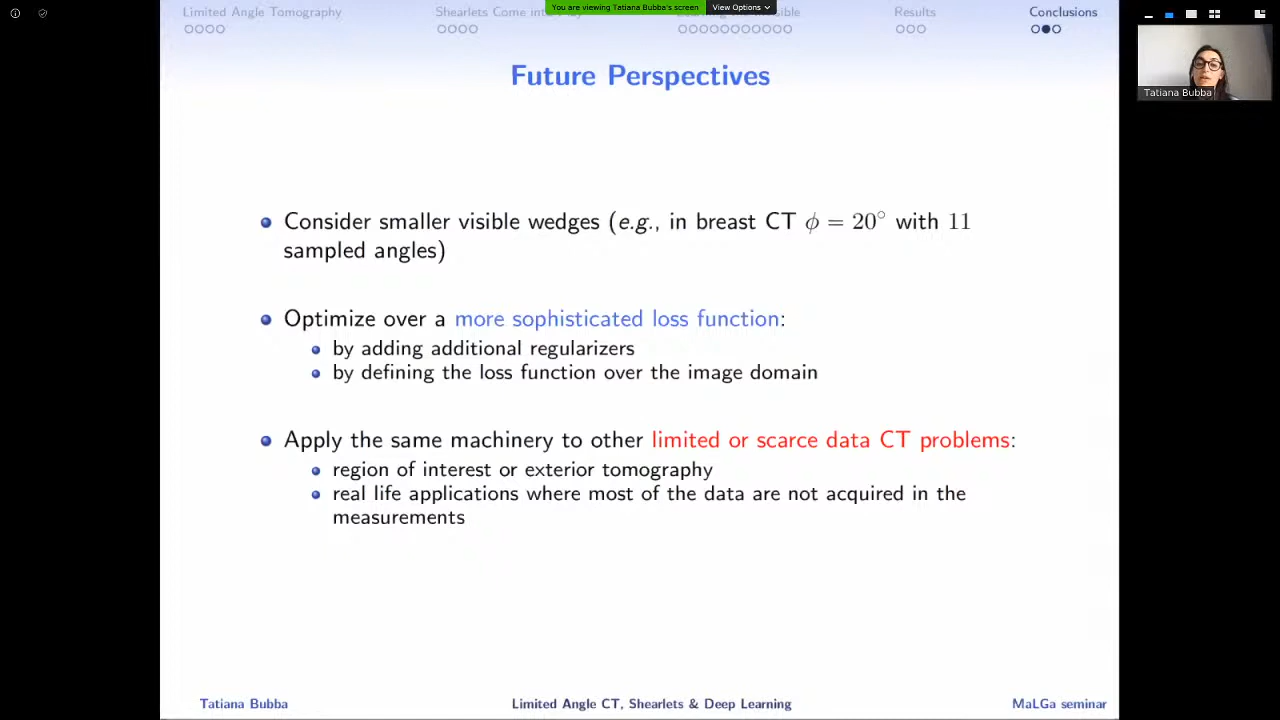 You are viewing Tatiana Bubba's screen View Options
Limited Angle Tomography Shearlets Come into Results Conclusions
Future Perspectives
Tatiana Bubba
Consider smaller visible wedges (e.g., in breast CT ϕ = 20° with 11
sampled angles)
Optimize over a more sophisticated loss function:
by adding additional regularizers
by defining the loss function over the image domain
Apply the same machinery to other limited or scarce data CT problems:
region of interest or exterior tomography
real life applications where most of the data are not acquired in the
measurements
Tatiana Bubba Limited Angle CT, Shearlets & Deep Learning MaLGa seminar